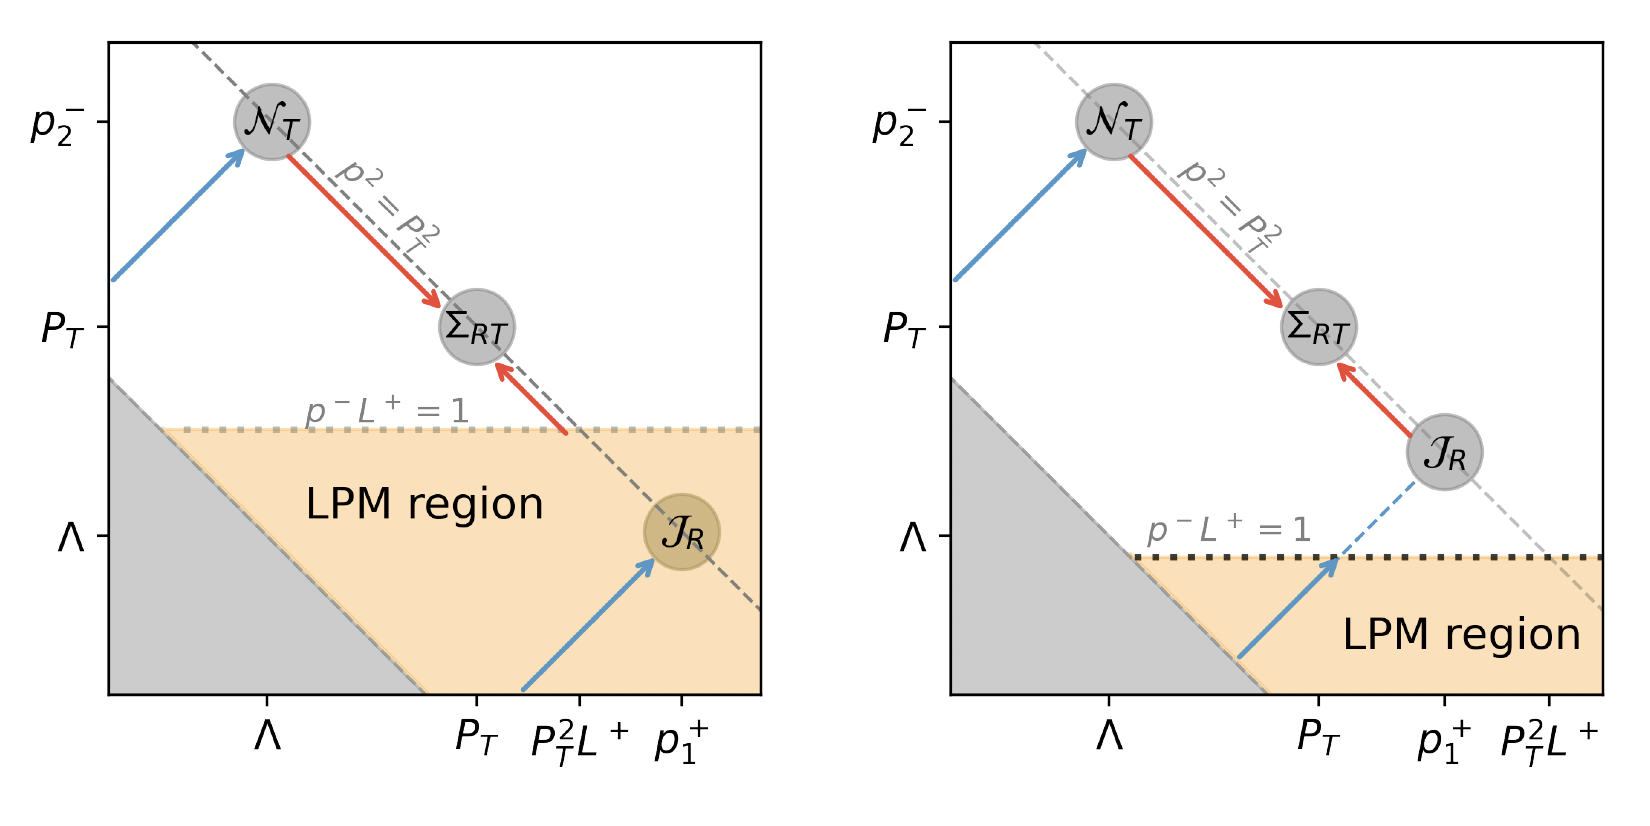 p₂⁻
P_T
Λ
𝒩_T
p² = P_T²
Σ_RT
p⁻L⁺ = 1
LPM region
𝒥_R
Λ
P_T
P_T²L⁺
p₁⁺
p₂⁻
P_T
Λ
𝒩_T
p² = P_T²
Σ_RT
𝒥_R
p⁻L⁺ = 1
LPM region
Λ
P_T
p₁⁺
P_T²L⁺